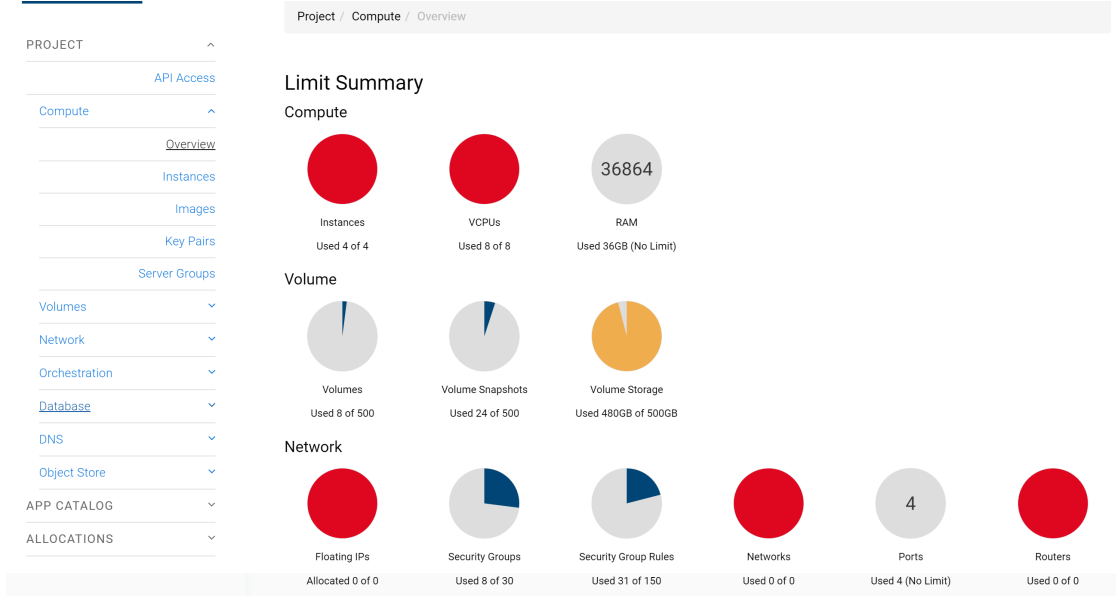 Project / Compute / Overview
PROJECT
API Access
Compute
Overview
Instances
Images
Key Pairs
Server Groups
Volumes
Network
Orchestration
Database
DNS
Object Store
APP CATALOG
ALLOCATIONS
Limit Summary
Compute
36864
Instances VCPUs RAM
Used 4 of 4 Used 8 of 8 Used 36GB (No Limit)
Volume
Volumes Volume Snapshots Volume Storage
Used 8 of 500 Used 24 of 500 Used 480GB of 500GB
Network
4
Floating IPs Security Groups Security Group Rules Networks Ports Routers
Allocated 0 of 0 Used 8 of 30 Used 31 of 150 Used 0 of 0 Used 4 (No Limit) Used 0 of 0